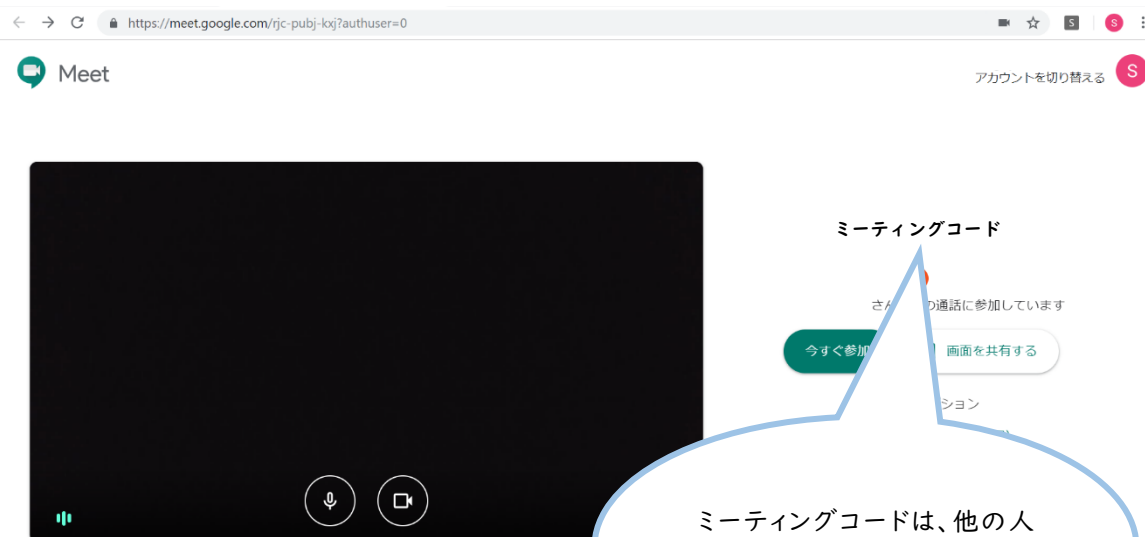 https://meet.google.com/rjc-pubj-kxj?authuser=0
S
S
Meet
アカウントを切り替える
S
ミーティングコード
さん
の通話に参加しています
今すぐ参加
画面を共有する
ション
ミーティングコードは、他の人